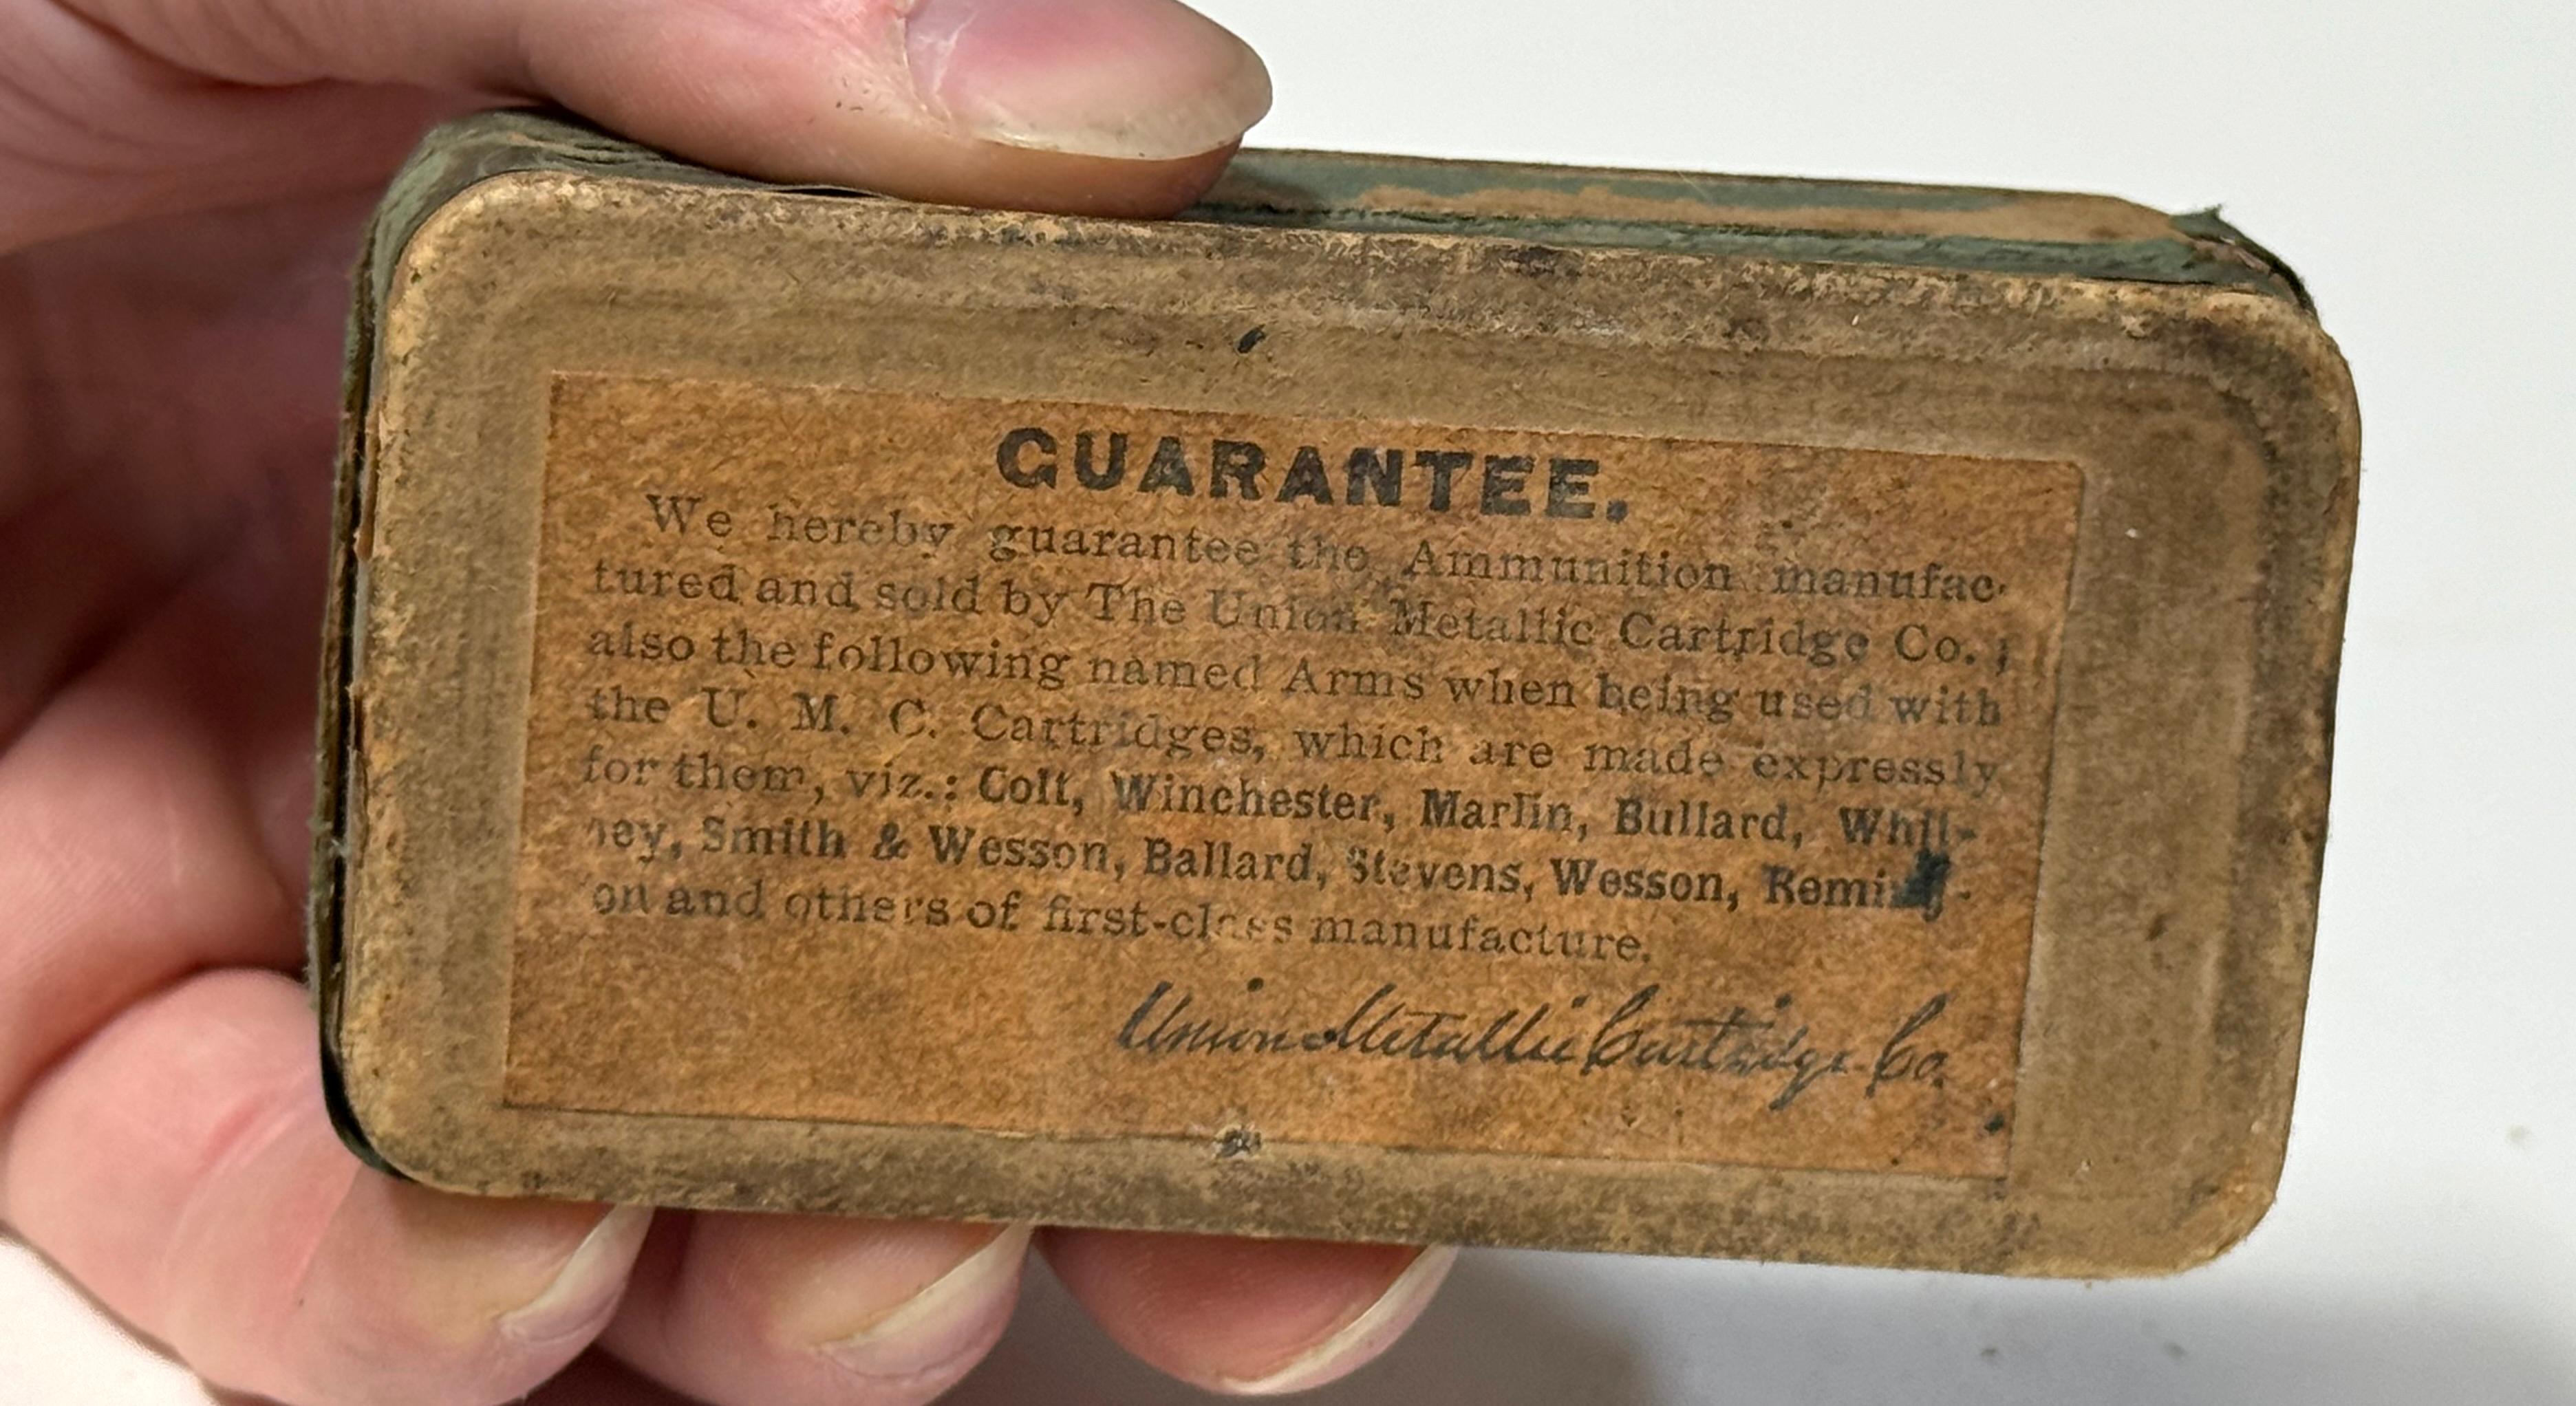 GUARANTEE.
We hereby guarantee the Ammunition manufac-
tured and sold by The Union Metallic Cartridge Co.;
also the following named Arms when being used with
the U. M. C. Cartridges, which are made expressly
for them, viz.: Colt, Winchester, Marlin, Bullard, Whit-
ney, Smith & Wesson, Ballard, Stevens, Wesson, Reming-
on and others of first-class manufacture.
Union Metallic Cartridge Co.